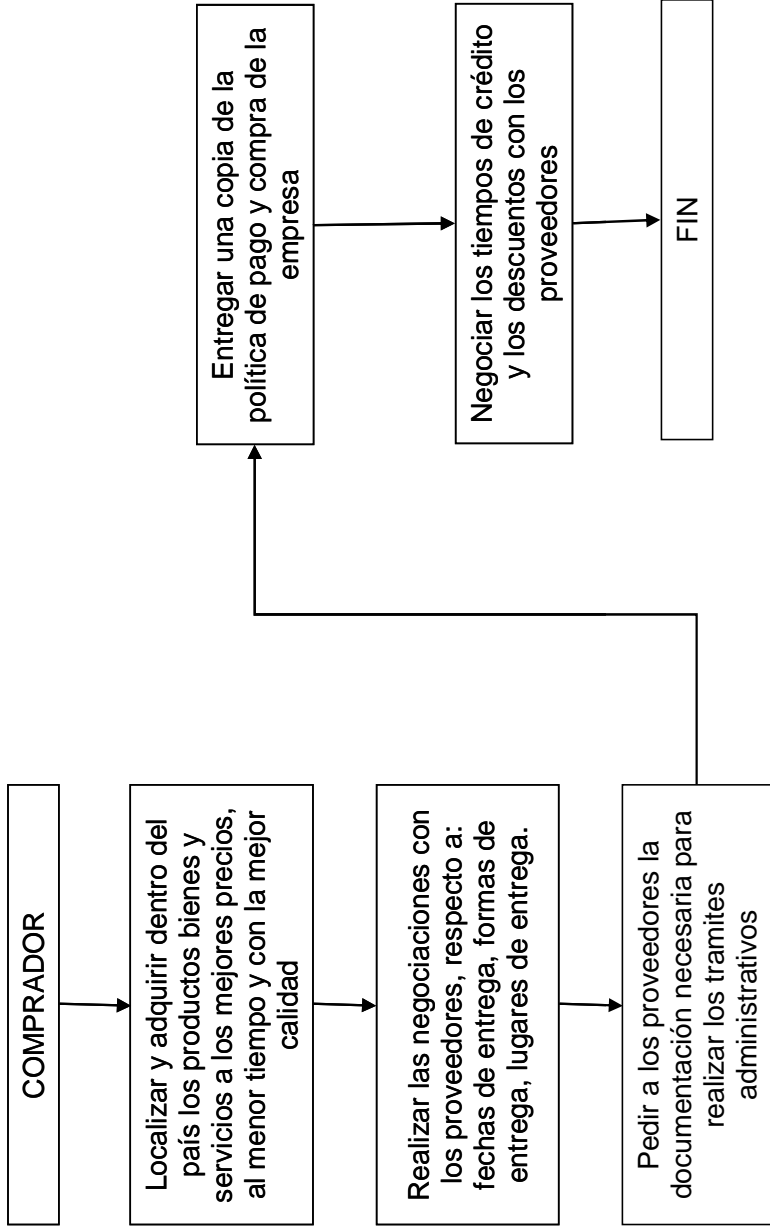 COMPRADOR
Localizar y adquirir dentro del
país los productos bienes y
servicios a los mejores precios,
al menor tiempo y con la mejor
calidad
Realizar las negociaciones con
los proveedores, respecto a:
fechas de entrega, formas de
entrega, lugares de entrega.
Pedir a los proveedores la
documentación necesaria para
realizar los tramites
administrativos
Entregar una copia de la
política de pago y compra de la
empresa
Negociar los tiempos de crédito
y los descuentos con los
proveedores
FIN